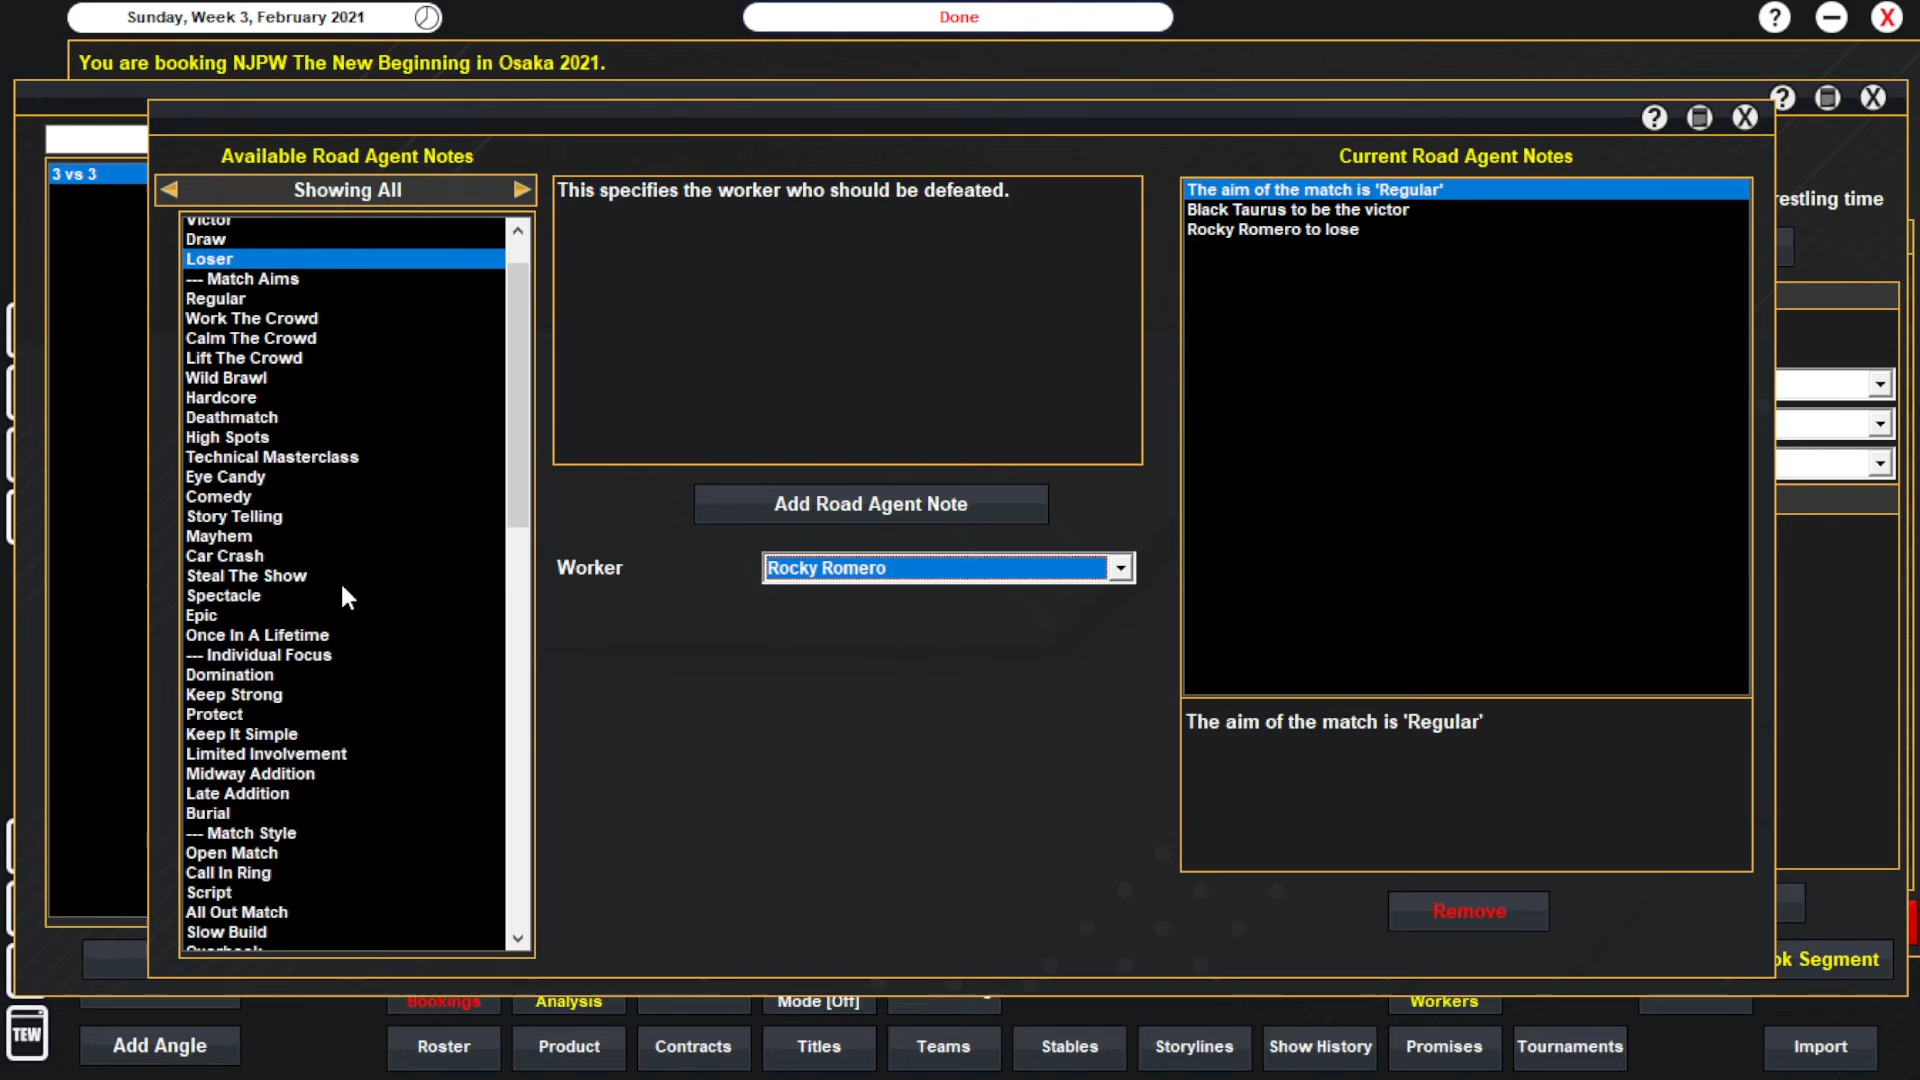 Sunday, Week 3, February 2021
Done
?
X
You are booking NJPW The New Beginning in Osaka 2021.
?
X
?
X
3 vs 3
Available Road Agent Notes
Showing All
Victor
Draw
Loser
--- Match Aims
Regular
Work The Crowd
Calm The Crowd
Lift The Crowd
Wild Brawl
Hardcore
Deathmatch
High Spots
Technical Masterclass
Eye Candy
Comedy
Story Telling
Mayhem
Car Crash
Steal The Show
Spectacle
Epic
Once In A Lifetime
--- Individual Focus
Domination
Keep Strong
Protect
Keep It Simple
Limited Involvement
Midway Addition
Late Addition
Burial
--- Match Style
Open Match
Call In Ring
Script
All Out Match
Slow Build
Overbook
This specifies the worker who should be defeated.
Add Road Agent Note
Worker
Rocky Romero
Current Road Agent Notes
The aim of the match is 'Regular'
Black Taurus to be the victor
Rocky Romero to lose
The aim of the match is 'Regular'
Remove
restling time
ok Segment
Bookings
Analysis
Mode [Off]
Workers
TEW
Add Angle
Roster
Product
Contracts
Titles
Teams
Stables
Storylines
Show History
Promises
Tournaments
Import